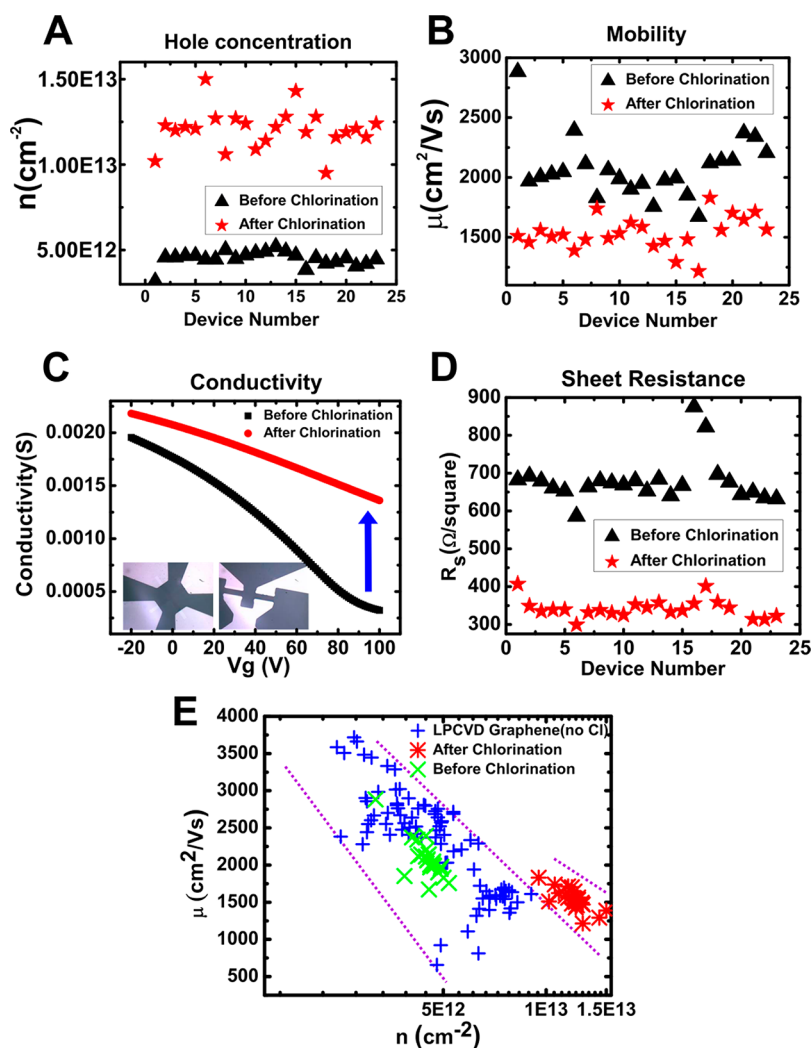 A
Hole concentration
n(cm-2)
1.50E13
1.00E13
5.00E12
Before Chlorination
After Chlorination
0 5 10 15 20 25
Device Number
B
Mobility
μ(cm2/Vs)
3000
2500
2000
1500
Before Chlorination
After Chlorination
0 5 10 15 20 25
Device Number
C
Conductivity
Conductivity(S)
0.0020
0.0015
0.0010
0.0005
Before Chlorination
After Chlorination
-20 0 20 40 60 80 100
Vg (V)
D
Sheet Resistance
Rs(Ω/square)
900
800
700
600
500
400
300
Before Chlorination
After Chlorination
0 5 10 15 20 25
Device Number
E
μ (cm2/Vs)
4000
3500
3000
2500
2000
1500
1000
500
LPCVD Graphene(no Cl)
After Chlorination
Before Chlorination
5E12 1E13 1.5E13
n (cm-2)